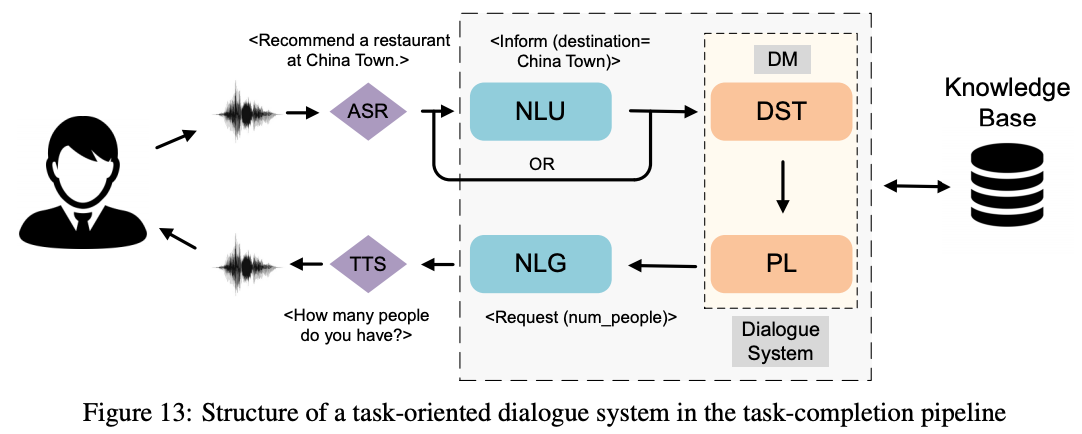 <Recommend a restaurant
at China Town.>
<Inform (destination=
China Town)>
DM
Knowledge
Base
ASR
NLU
DST
OR
TTS
NLG
PL
<How many people
do you have?>
<Request (num_people)>
Dialogue
System
Figure 13: Structure of a task-oriented dialogue system in the task-completion pipeline